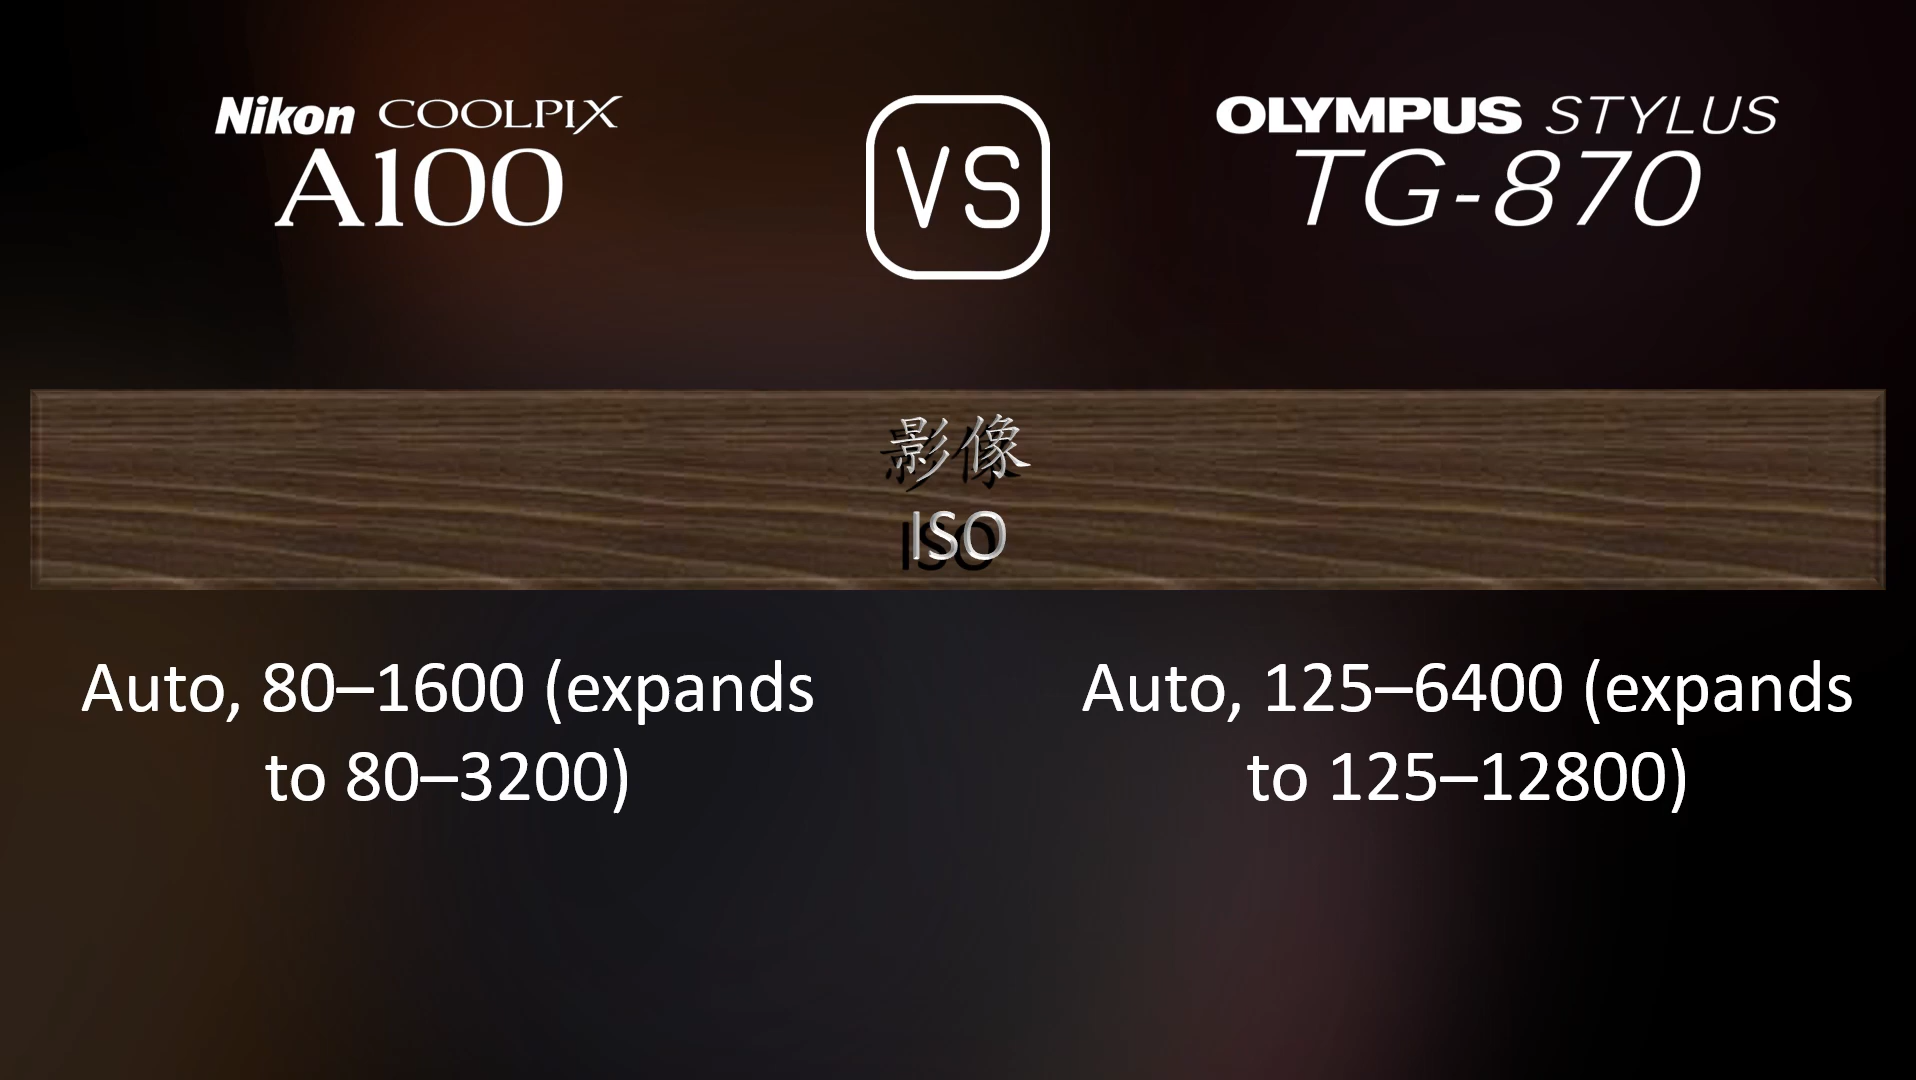 Nikon COOLPIX
A100
VS
OLYMPUS STYLUS
TG-870
影像
ISO
Auto, 80–1600 (expands
to 80–3200)
Auto, 125–6400 (expands
to 125–12800)